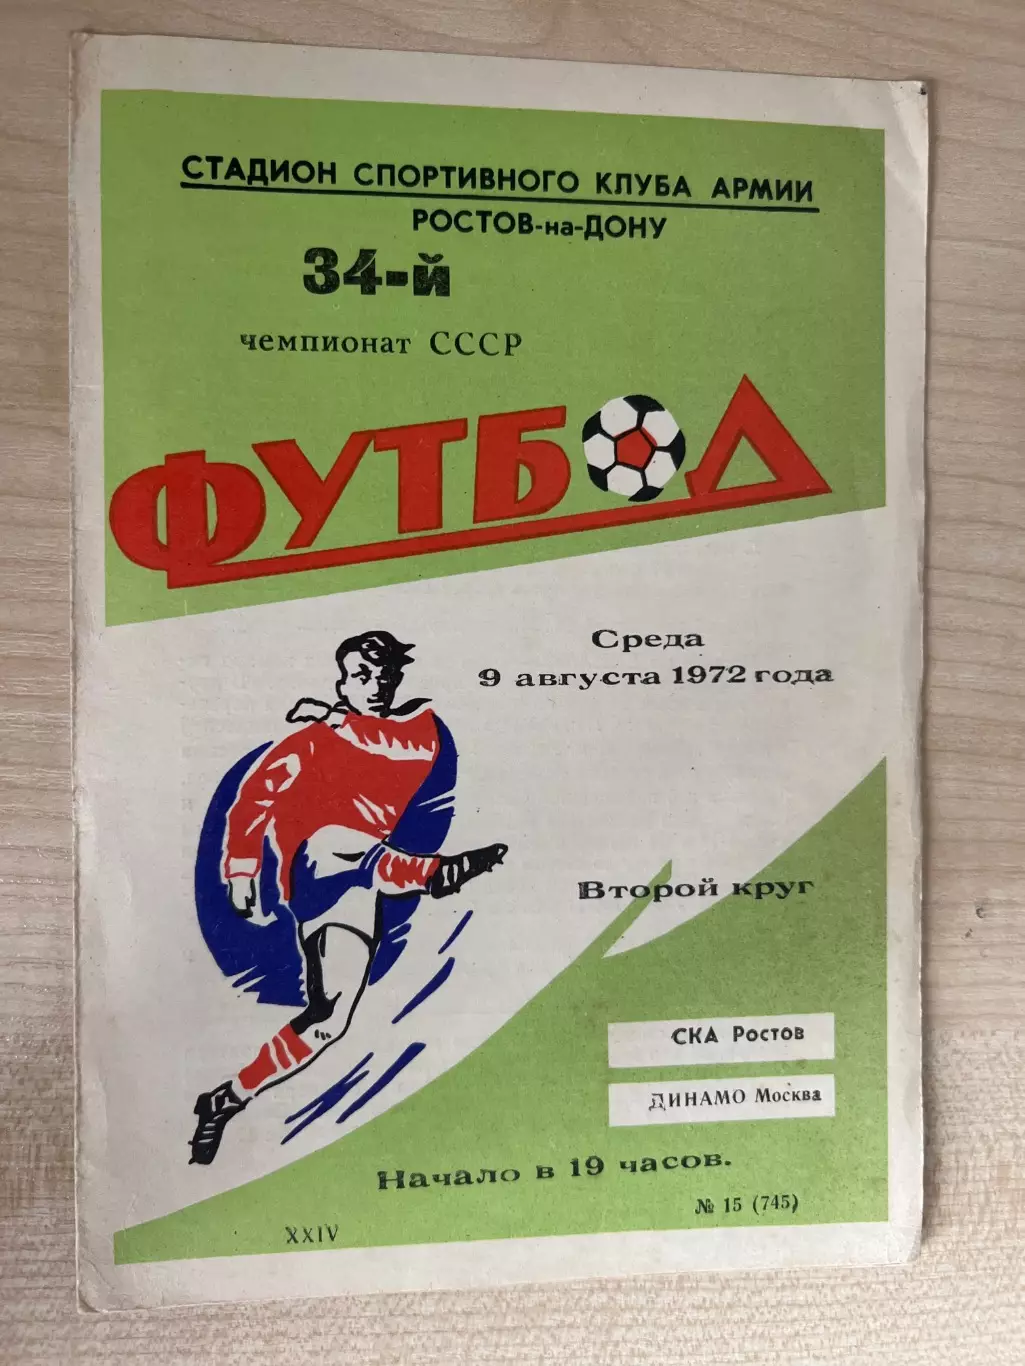 СТАДИОН СПОРТИВНОГО КЛУБА АРМИИ
РОСТОВ-на-ДОНУ
34-й
чемпионат СССР
ФУТБОЛ
Среда
9 августа 1972 года
Второй круг
СКА Ростов
ДИНАМО Москва
Начало в 19 часов.
№ 15 (745)
XXIV